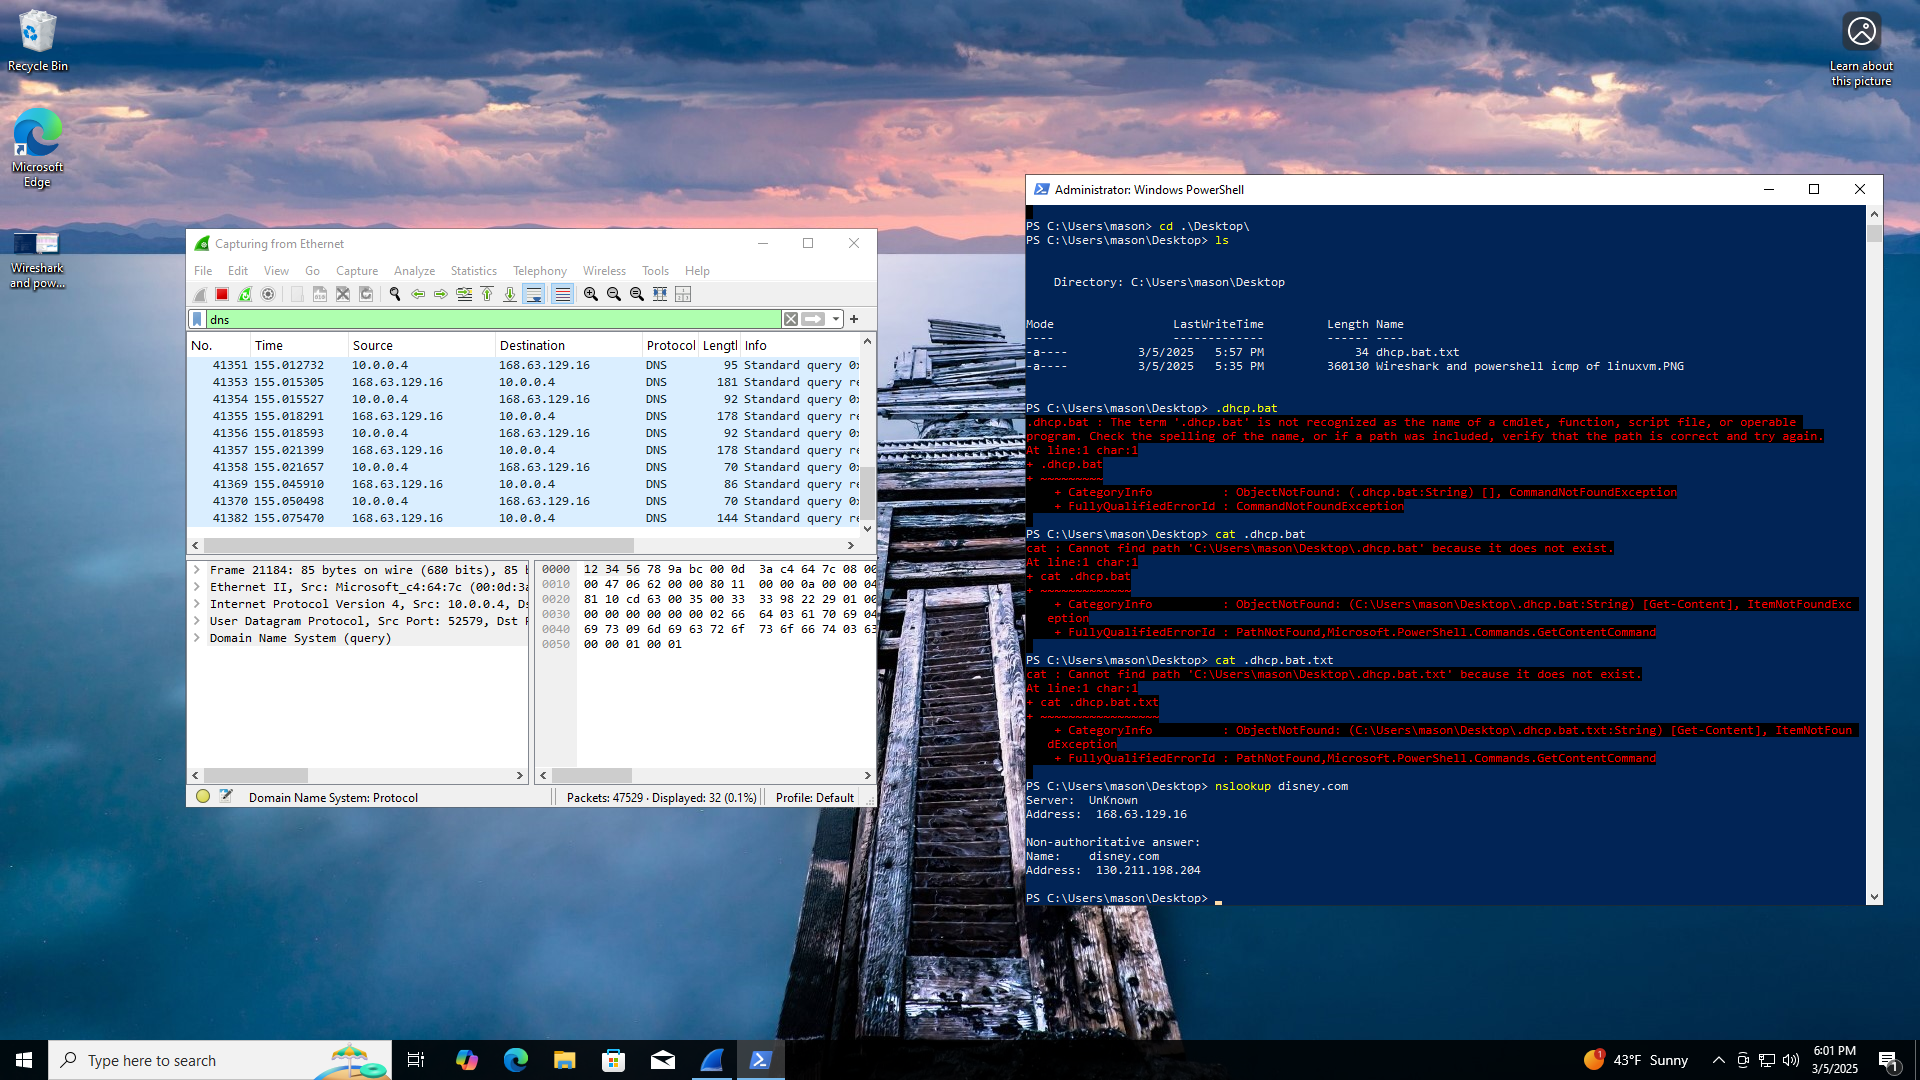 Recycle Bin
Microsoft
Edge
Wireshark
and pow...
Learn about
this picture
Capturing from Ethernet
File Edit View Go Capture Analyze Statistics Telephony Wireless Tools Help
dns
No. Time Source Destination Protocol Lengtl Info
41351 155.012732 10.0.0.4 168.63.129.16 DNS 95 Standard query 0x
41353 155.015305 168.63.129.16 10.0.0.4 DNS 181 Standard query re
41354 155.015527 10.0.0.4 168.63.129.16 DNS 92 Standard query 0x
41355 155.018291 168.63.129.16 10.0.0.4 DNS 178 Standard query re
41356 155.018593 10.0.0.4 168.63.129.16 DNS 92 Standard query 0x
41357 155.021399 168.63.129.16 10.0.0.4 DNS 178 Standard query re
41358 155.021657 10.0.0.4 168.63.129.16 DNS 70 Standard query 0x
41369 155.045910 168.63.129.16 10.0.0.4 DNS 86 Standard query re
41370 155.050498 10.0.0.4 168.63.129.16 DNS 70 Standard query 0x
41382 155.075470 168.63.129.16 10.0.0.4 DNS 144 Standard query re
Frame 21184: 85 bytes on wire (680 bits), 85 b
Ethernet II, Src: Microsoft_c4:64:7c (00:0d:3a
Internet Protocol Version 4, Src: 10.0.0.4, Ds
User Datagram Protocol, Src Port: 52579, Dst P
Domain Name System (query)
0000 12 34 56 78 9a bc 00 0d 3a c4 64 7c 08 00
0010 00 47 06 62 00 00 80 11 00 00 0a 00 00 04
0020 81 10 cd 63 00 35 00 33 33 98 22 29 01 00
0030 00 00 00 00 00 00 02 66 64 03 61 70 69 04
0040 69 73 09 6d 69 63 72 6f 73 6f 66 74 03 63
0050 00 00 01 00 01
Domain Name System: Protocol Packets: 47529 · Displayed: 32 (0.1%) Profile: Default
Administrator: Windows PowerShell
PS C:\Users\mason> cd .\Desktop\
PS C:\Users\mason\Desktop> ls
Directory: C:\Users\mason\Desktop
Mode LastWriteTime Length Name
---- ------------- ------ ----
-a---- 3/5/2025 5:57 PM 34 dhcp.bat.txt
-a---- 3/5/2025 5:35 PM 360130 Wireshark and powershell icmp of linuxvm.PNG
PS C:\Users\mason\Desktop> .dhcp.bat
.dhcp.bat : The term '.dhcp.bat' is not recognized as the name of a cmdlet, function, script file, or operable
program. Check the spelling of the name, or if a path was included, verify that the path is correct and try again.
At line:1 char:1
+ .dhcp.bat
+ ~~~~~~~~~
+ CategoryInfo : ObjectNotFound: (.dhcp.bat:String) [], CommandNotFoundException
+ FullyQualifiedErrorId : CommandNotFoundException
PS C:\Users\mason\Desktop> cat .dhcp.bat
cat : Cannot find path 'C:\Users\mason\Desktop\.dhcp.bat' because it does not exist.
At line:1 char:1
+ cat .dhcp.bat
+ ~~~~~~~~~~~~~
+ CategoryInfo : ObjectNotFound: (C:\Users\mason\Desktop\.dhcp.bat:String) [Get-Content], ItemNotFoundExc
eption
+ FullyQualifiedErrorId : PathNotFound,Microsoft.PowerShell.Commands.GetContentCommand
PS C:\Users\mason\Desktop> cat .dhcp.bat.txt
cat : Cannot find path 'C:\Users\mason\Desktop\.dhcp.bat.txt' because it does not exist.
At line:1 char:1
+ cat .dhcp.bat.txt
+ ~~~~~~~~~~~~~~~~~
+ CategoryInfo : ObjectNotFound: (C:\Users\mason\Desktop\.dhcp.bat.txt:String) [Get-Content], ItemNotFoun
dException
+ FullyQualifiedErrorId : PathNotFound,Microsoft.PowerShell.Commands.GetContentCommand
PS C:\Users\mason\Desktop> nslookup disney.com
Server: UnKnown
Address: 168.63.129.16
Non-authoritative answer:
Name: disney.com
Address: 130.211.198.204
PS C:\Users\mason\Desktop>
Type here to search
1
43°F Sunny
6:01 PM
3/5/2025
1